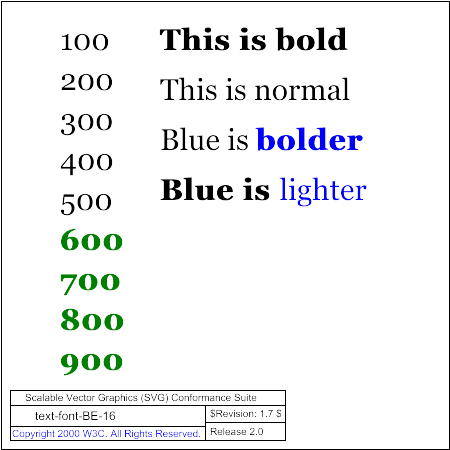 100
200
300
400
500
600
700
800
900
This is bold
This is normal
Blue is bolder
Blue is lighter
Scalable Vector Graphics (SVG) Conformance Suite
text-font-BE-16
$Revision: 1.7 $
Copyright 2000 W3C. All Rights Reserved.
Release 2.0